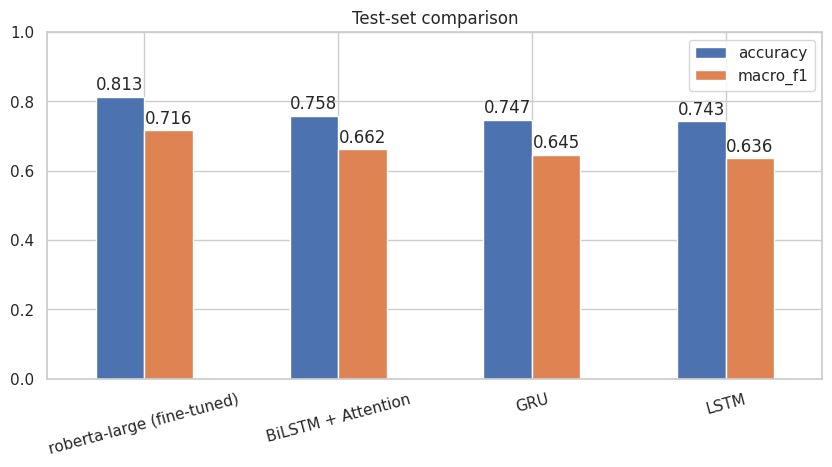 Test-set comparison
1.0
0.8
0.6
0.4
0.2
0.0
accuracy
macro_f1
0.813
0.716
0.758
0.662
0.747
0.645
0.743
0.636
roberta-large (fine-tuned)
BiLSTM + Attention
GRU
LSTM